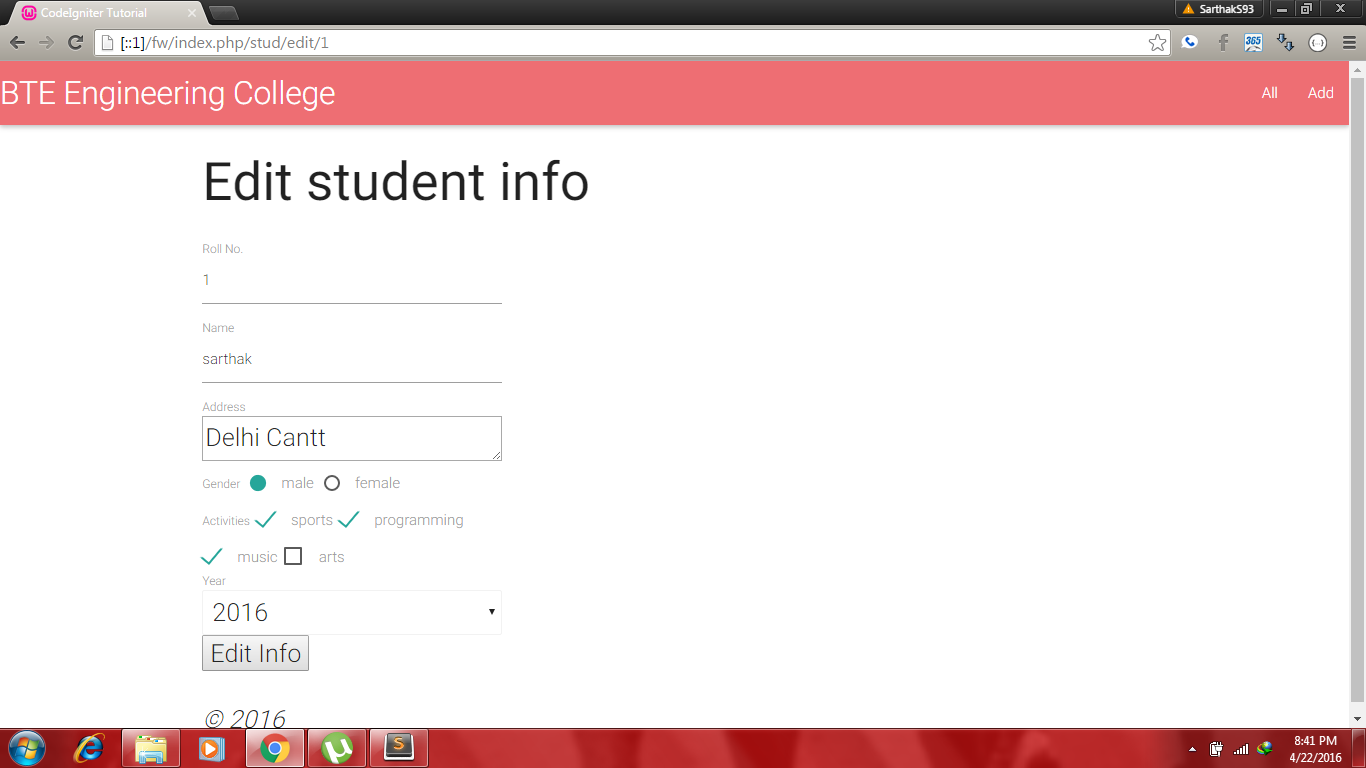 CodeIgniter Tutorial
SarthakS93
[::1]/fw/index.php/stud/edit/1
365
BTE Engineering College
All Add
Edit student info
Roll No.
1
Name
sarthak
Address
Delhi Cantt
Gender male female
Activities sports programming
music arts
Year
2016
Edit Info
© 2016
8:41 PM
4/22/2016